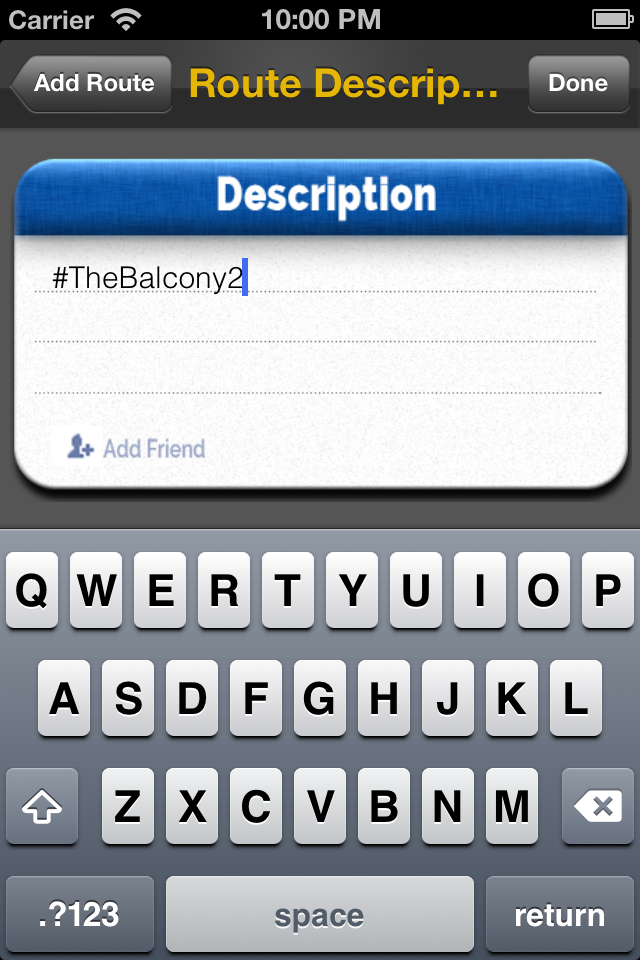 Carrier 10:00 PM
Add Route Route Descrip... Done
Description
#TheBalcony2
Add Friend
Q W E R T Y U I O P
A S D F G H J K L
Z X C V B N M
.?123 space return